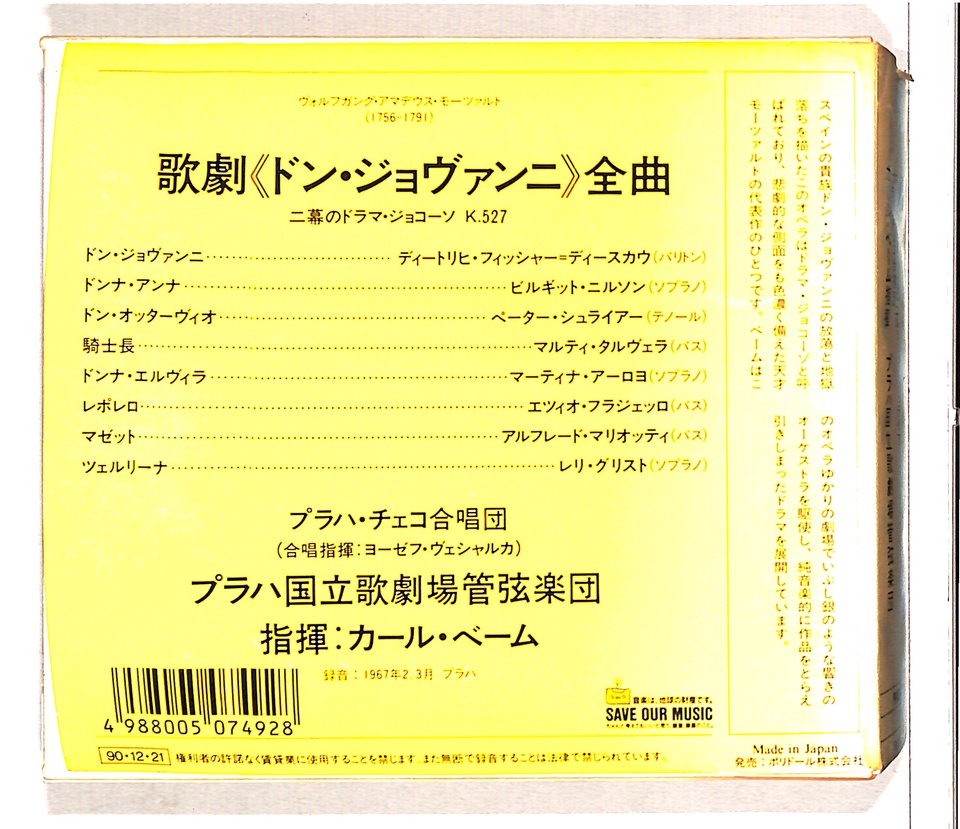 ヴォルフガング・アマデウス・モーツァルト
(1756-1791)
歌劇《ドン・ジョヴァンニ》全曲
二幕のドラマ・ジョコーソ K.527
ドン・ジョヴァンニ…………ディートリヒ・フィッシャー=ディースカウ(バリトン)
ドンナ・アンナ…………ビルギット・ニルソン(ソプラノ)
ドン・オッターヴィオ…………ペーター・シュライアー(テノール)
騎士長…………マルティ・タルヴェラ(バス)
ドンナ・エルヴィラ…………マーティナ・アーロヨ(ソプラノ)
レポレロ…………エツィオ・フラジェッロ(バス)
マゼット…………アルフレード・マリオッティ(バス)
ツェルリーナ…………レリ・グリスト(ソプラノ)
プラハ・チェコ合唱団
(合唱指揮:ヨーゼフ・ヴェシャルカ)
プラハ国立歌劇場管弦楽団
指揮:カール・ベーム
録音:1967年2,3月 プラハ
4 988005 074928
音楽は、地球の財産です。
SAVE OUR MUSIC
90・12・21 権利者の許諾なく賃貸業に使用することを禁じます。また無断で録音することは法律で禁じられています。
スペインの貴族ドン・ジョヴァンニの放蕩と地獄
落ちを描いたこのオペラはドラマ・ジョコーソと呼
ばれており、悲劇的な側面をも色濃く備えた天才
モーツァルトの代表作のひとつです。ベームはこ
のオペラゆかりの劇場でいぶし銀のような響きの
オーケストラを駆使し、純音楽的に作品をとらえ
引きしまったドラマを展開しています。
Made in Japan
発売:ポリドール株式会社